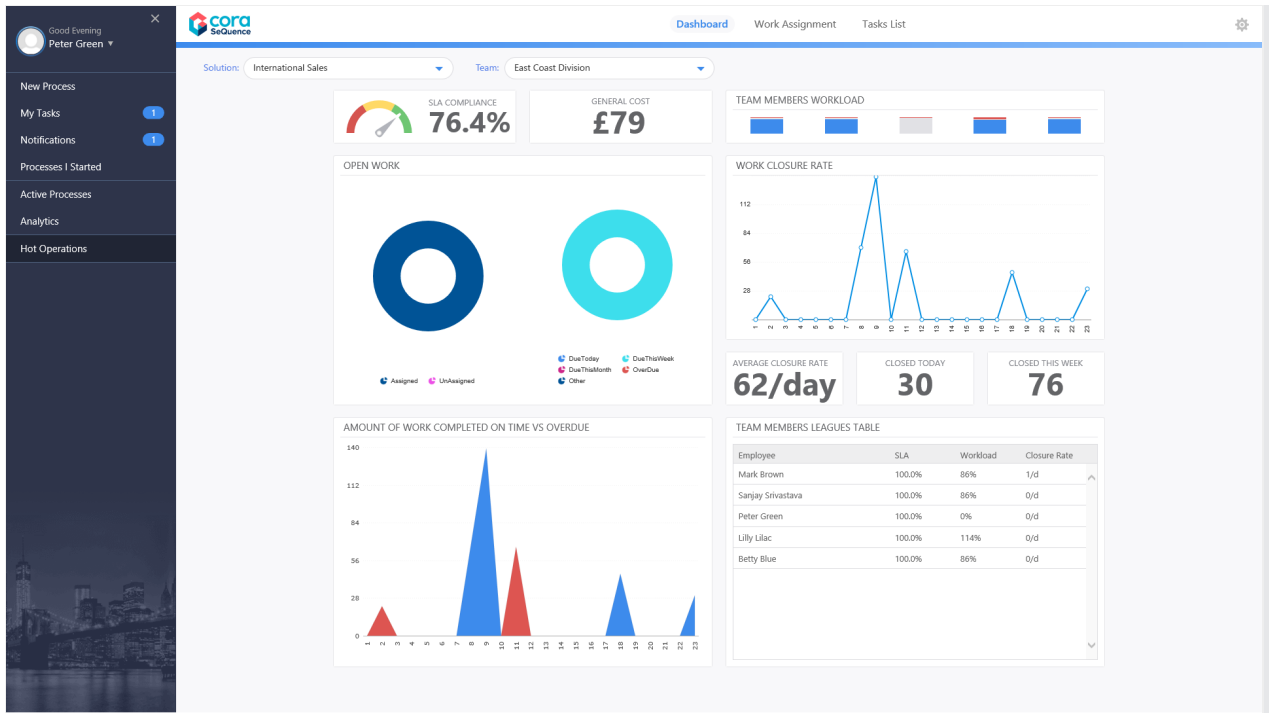 Good Evening
Peter Green ▼
New Process
My Tasks 1
Notifications 1
Processes I Started
Active Processes
Analytics
Hot Operations
cora
SeQuence
Dashboard Work Assignment Tasks List
Solution: International Sales Team: East Coast Division
SLA COMPLIANCE
76.4%
GENERAL COST
£79
TEAM MEMBERS WORKLOAD
OPEN WORK
Assigned UnAssigned
DueToday DueThisWeek
DueThisMonth OverDue
Other
WORK CLOSURE RATE
112
84
56
28
1 2 3 4 5 6 7 8 9 10 11 12 13 14 15 16 17 18 19 20 21 22 23
AVERAGE CLOSURE RATE
62/day
CLOSED TODAY
30
CLOSED THIS WEEK
76
AMOUNT OF WORK COMPLETED ON TIME VS OVERDUE
140
112
84
56
28
0
1 2 3 4 5 6 7 8 9 10 11 12 13 14 15 16 17 18 19 20 21 22 23
TEAM MEMBERS LEAGUES TABLE
Employee SLA Workload Closure Rate
Mark Brown 100.0% 86% 1/d
Sanjay Srivastava 100.0% 86% 0/d
Peter Green 100.0% 0% 0/d
Lilly Lilac 100.0% 114% 0/d
Betty Blue 100.0% 86% 0/d